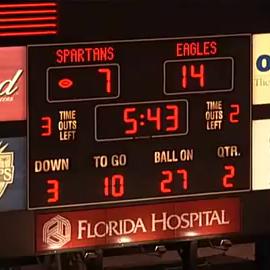 SPARTANS EAGLES
7 14
3 TIME OUTS LEFT 5:43 TIME OUTS LEFT 2
DOWN TO GO BALL ON QTR.
3 10 27 2
FLORIDA HOSPITAL